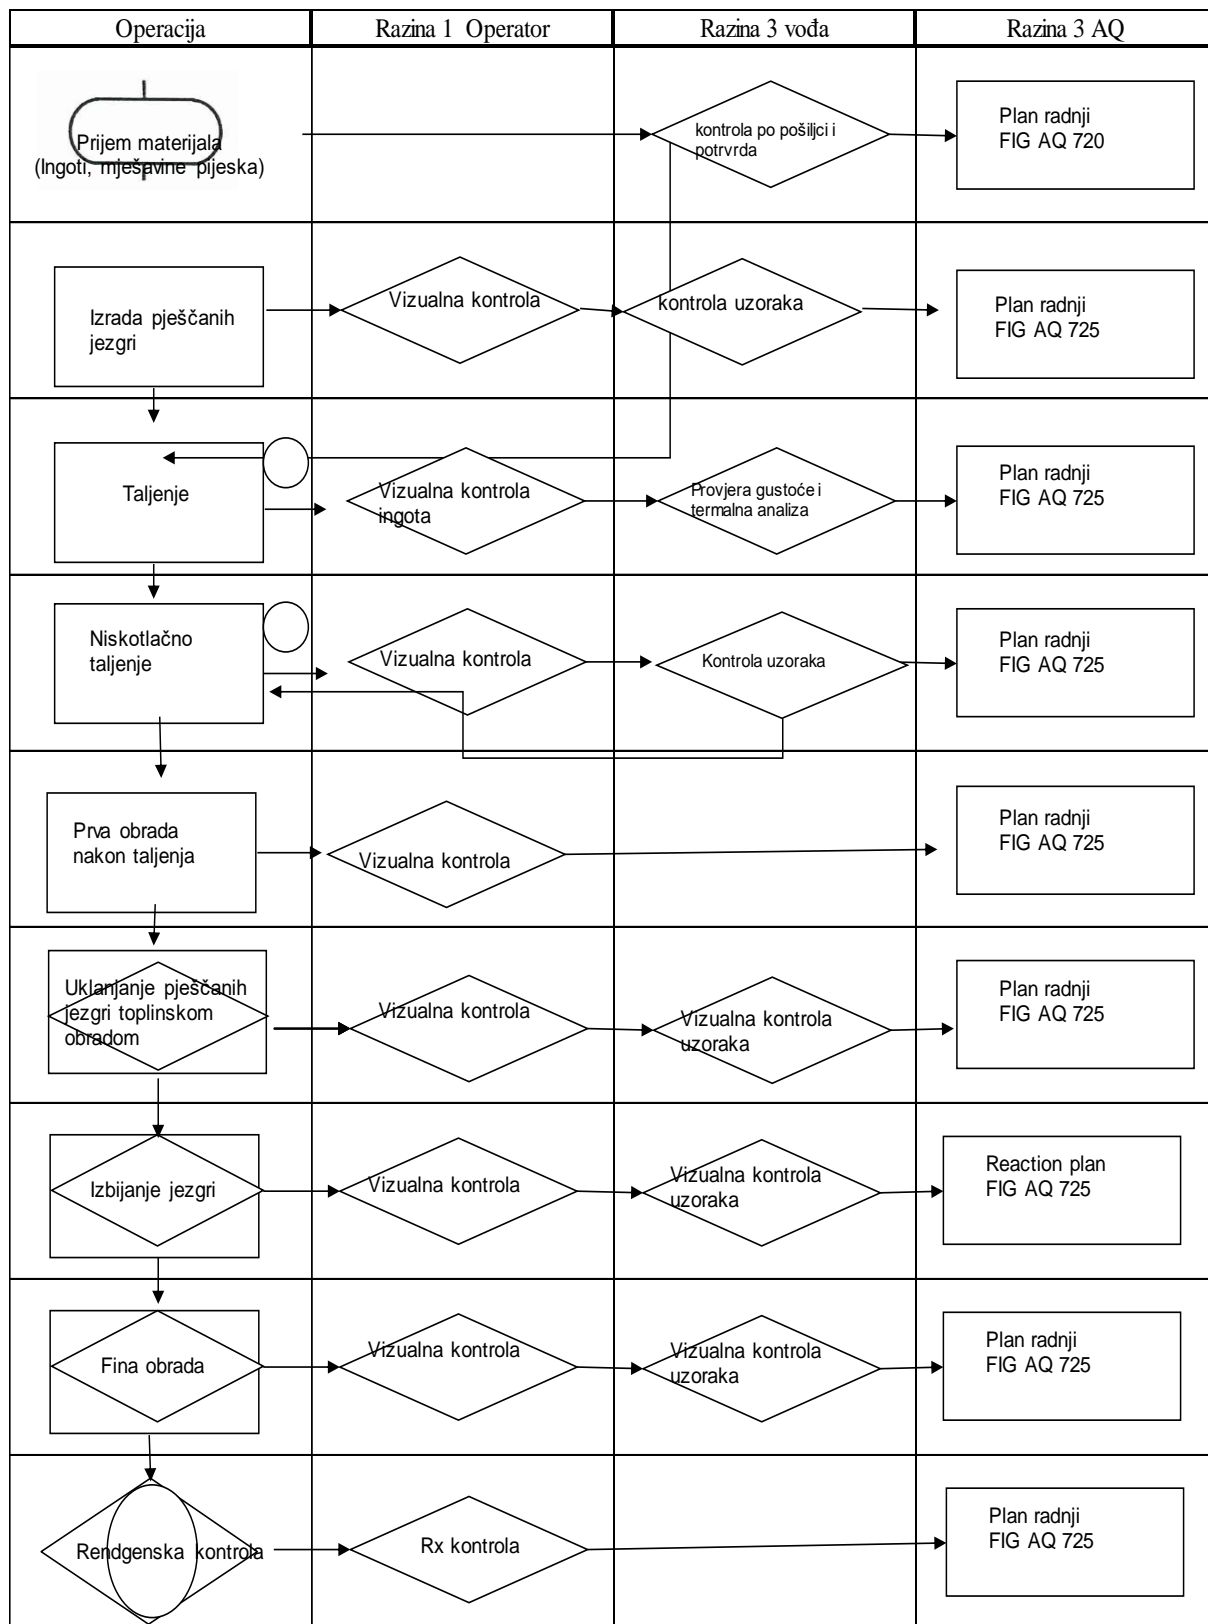 Operacija
Razina 1 Operator
Razina 3 vođa
Razina 3 AQ
Prijem materijala
(Ingoti, mješavine pijeska)
kontrola po pošiljci i
potrvrda
Plan radnji
FIG AQ 720
Izrada pješčanih
jezgri
Vizualna kontrola
kontrola uzoraka
Plan radnji
FIG AQ 725
Taljenje
Vizualna kontrola
ingota
Provjera gustoće i
termalna analiza
Plan radnji
FIG AQ 725
Niskotlačno
taljenje
Vizualna kontrola
Kontrola uzoraka
Plan radnji
FIG AQ 725
Prva obrada
nakon taljenja
Vizualna kontrola
Plan radnji
FIG AQ 725
Uklanjanje pješčanih
jezgri toplinskom
obradom
Vizualna kontrola
Vizualna kontrola
uzoraka
Plan radnji
FIG AQ 725
Izbijanje jezgri
Vizualna kontrola
Vizualna kontrola
uzoraka
Reaction plan
FIG AQ 725
Fina obrada
Vizualna kontrola
Vizualna kontrola
uzoraka
Plan radnji
FIG AQ 725
Rendgenska kontrola
Rx kontrola
Plan radnji
FIG AQ 725